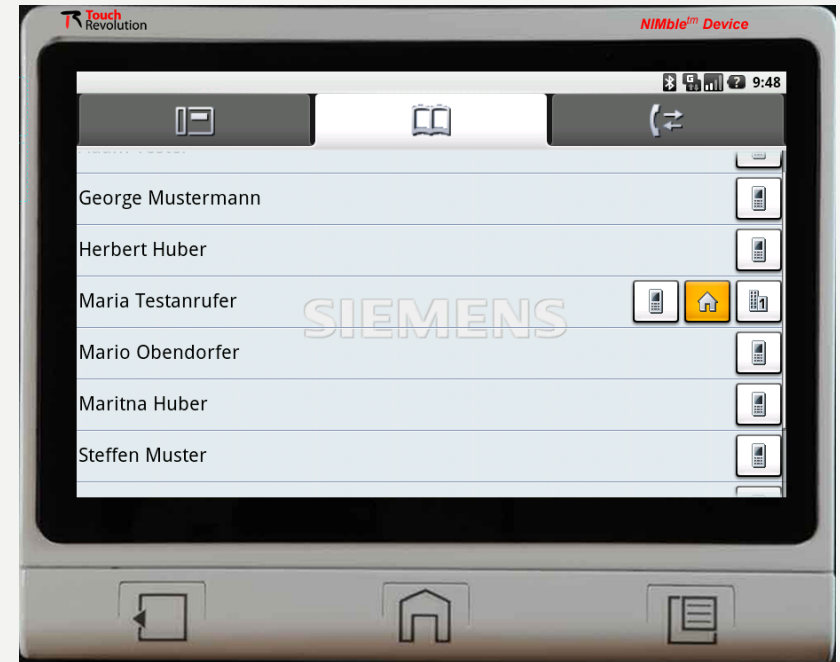 Touch
Revolution
NIMble™ Device
9:48
George Mustermann
Herbert Huber
Maria Testanrufer
SIEMENS
Mario Obendorfer
Maritna Huber
Steffen Muster